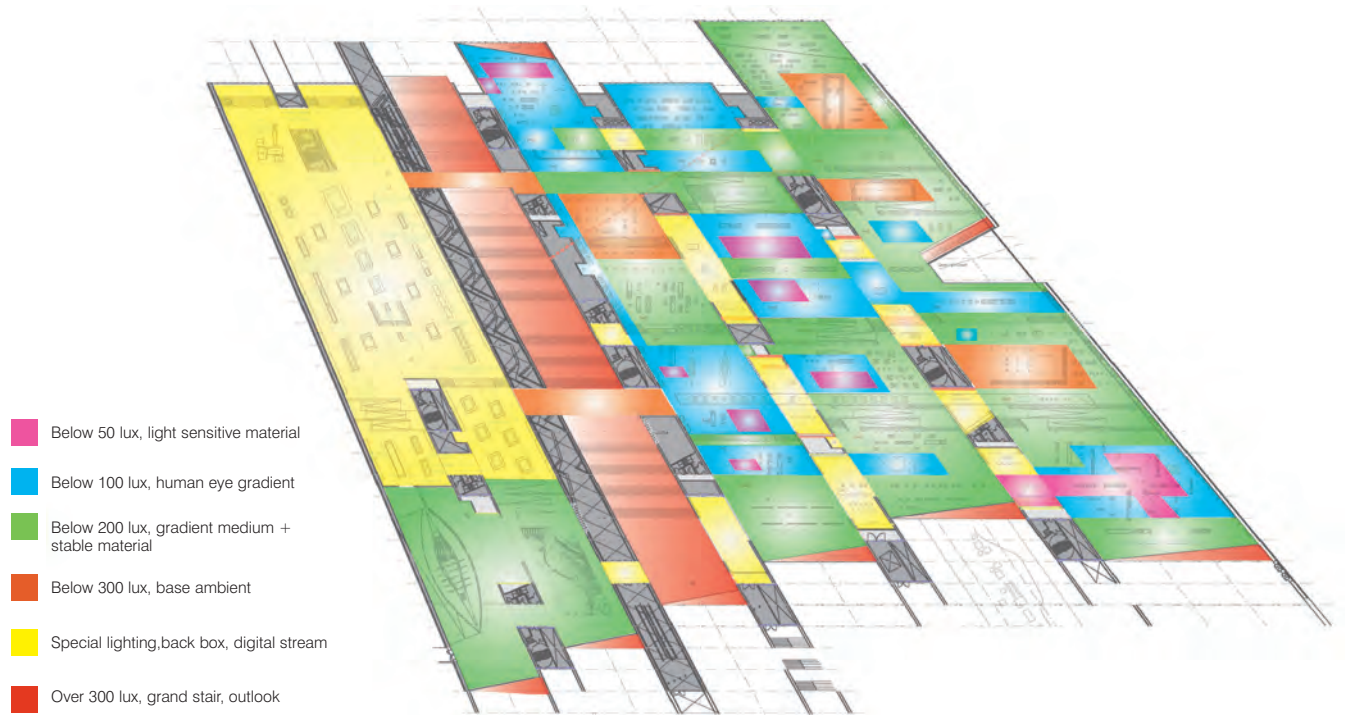 Below 50 lux, light sensitive material
Below 100 lux, human eye gradient
Below 200 lux, gradient medium +
stable material
Below 300 lux, base ambient
Special lighting,back box, digital stream
Over 300 lux, grand stair, outlook